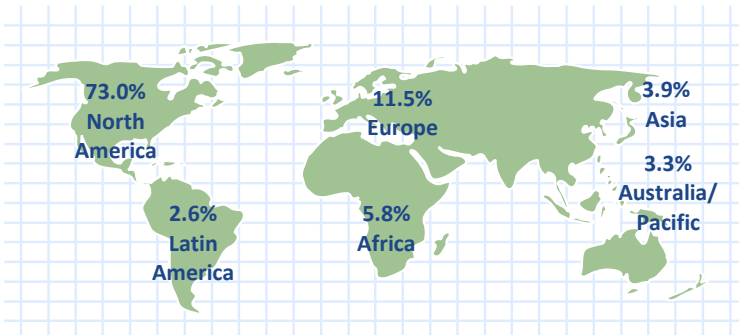 73.0%
North
America
11.5%
Europe
3.9%
Asia
3.3%
Australia/
Pacific
2.6%
Latin
America
5.8%
Africa